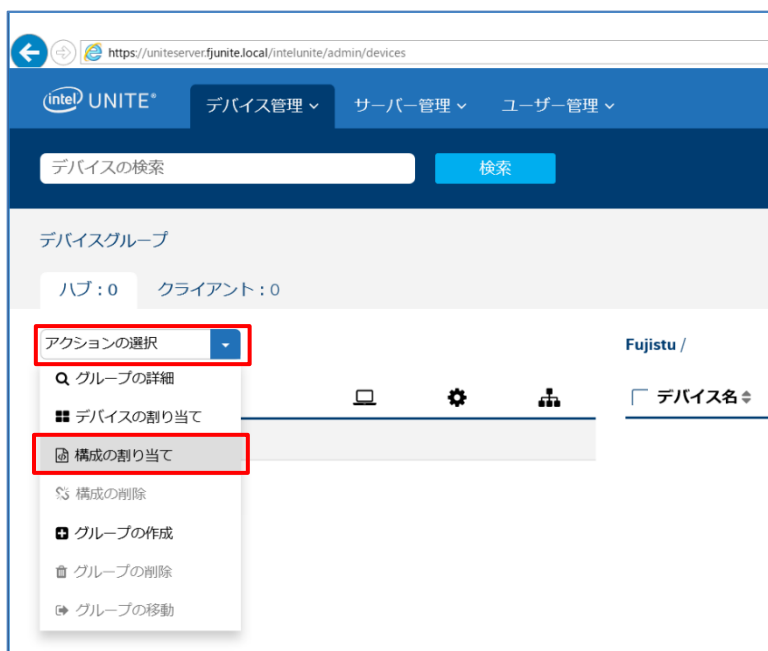 https://uniteserver.fjunite.local/intelunite/admin/devices
intel UNITE® デバイス管理 サーバー管理 ユーザー管理
デバイスの検索 検索
デバイスグループ
ハブ：0 クライアント：0
アクションの選択
Fujistu /
グループの詳細
デバイス名
デバイスの割り当て
構成の割り当て
構成の削除
グループの作成
グループの削除
グループの移動